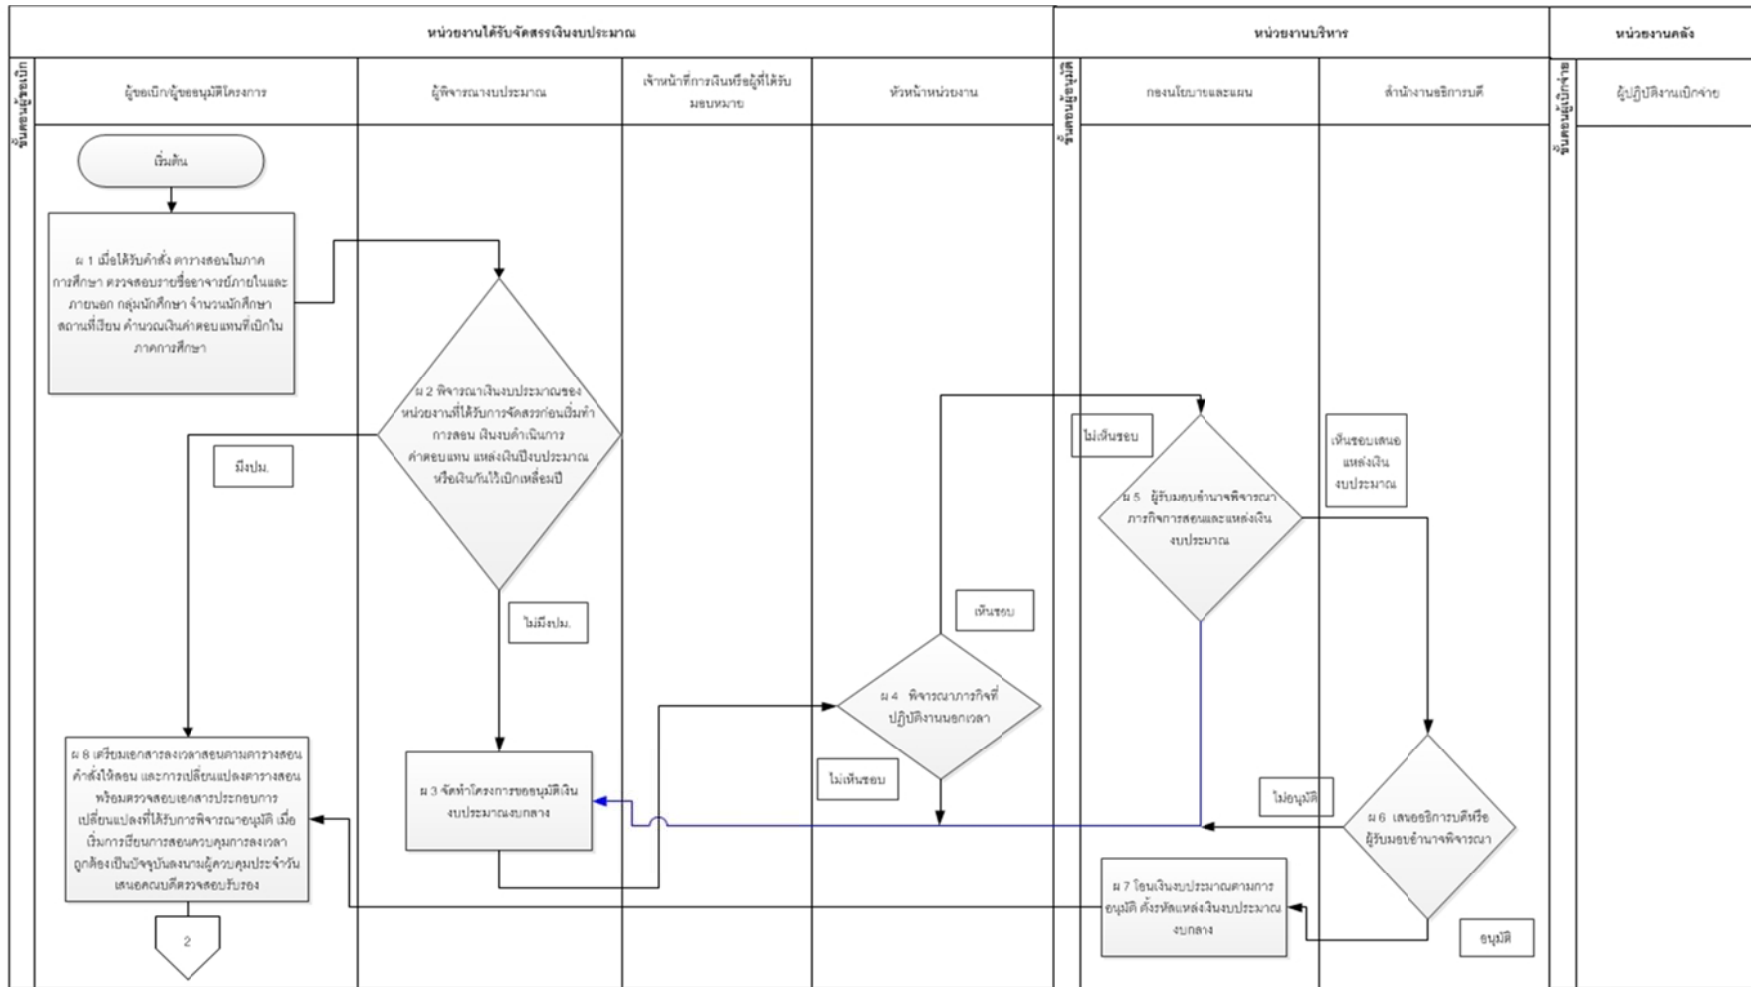 หน่วยงานได้รับจัดสรรเงินงบประมาณ
หน่วยงานบริหาร
หน่วยงานคลัง
ขั้นตอนผู้ขอเบิก
ผู้ขอเบิก/ผู้ขออนุมัติโครงการ
ผู้พิจารณางบประมาณ
เจ้าหน้าที่การเงินหรือผู้ที่ได้รับ
มอบหมาย
หัวหน้าหน่วยงาน
ขั้นตอนผู้อนุมัติ
กองนโยบายและแผน
สำนักงานอธิการบดี
ขั้นตอนผู้เบิกจ่าย
ผู้ปฏิบัติงานเบิกจ่าย
เริ่มต้น
ผ 1 เมื่อได้รับคำสั่ง ตารางสอนในภาค
การศึกษา ตรวจสอบรายชื่ออาจารย์ภายในและ
ภายนอก กลุ่มนักศึกษา จำนวนนักศึกษา
สถานที่เรียน คำนวณเงินค่าตอบแทนที่เบิกใน
ภาคการศึกษา
ผ 2 พิจารณาเงินงบประมาณของ
หน่วยงานที่ได้รับการจัดสรรก่อนเริ่มทำ
การสอน เงินงบดำเนินการ
ค่าตอบแทน แหล่งเงินปีงบประมาณ
หรือเงินกันไว้เบิกเหลื่อมปี
มีงปม.
ไม่มีงปม.
ผ 3 จัดทำโครงการขออนุมัติเงิน
งบประมาณงบกลาง
ผ 4 พิจารณาภารกิจที่
ปฏิบัติงานนอกเวลา
เห็นชอบ
ไม่เห็นชอบ
ไม่เห็นชอบ
เห็นชอบเสนอ
แหล่งเงิน
งบประมาณ
ผ 5 ผู้รับมอบอำนาจพิจารณา
ภารกิจการสอนและแหล่งเงิน
งบประมาณ
ไม่อนุมัติ
ผ 6 เสนออธิการบดีหรือ
ผู้รับมอบอำนาจพิจารณา
อนุมัติ
ผ 7 โอนเงินงบประมาณตามการ
อนุมัติ ตั้งรหัสแหล่งเงินงบประมาณ
งบกลาง
ผ 8 เตรียมเอกสารลงเวลาสอนตามตารางสอน
คำสั่งให้สอน และการเปลี่ยนแปลงตารางสอน
พร้อมตรวจสอบเอกสารประกอบการ
เปลี่ยนแปลงที่ได้รับการพิจารณาอนุมัติ เมื่อ
เริ่มการเรียนการสอนควบคุมการลงเวลา
ถูกต้องเป็นปัจจุบันลงนามผู้ควบคุมประจำวัน
เสนอคณบดีตรวจสอบรับรอง
2